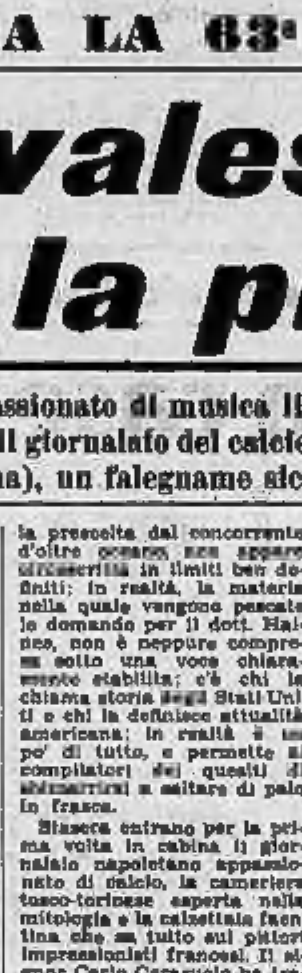 A LA 63ª
vales
la p
assionato di musica li
il giornalaio del calcio
na), un falegname sic
la prescelta dal concorrente
d'oltre oceano non appare
circoscritta in limiti ben de-
finiti; in realtà, la materia
nella quale vengono pescate
le domande per il dott. Hai-
nes, non è neppure compre-
sa sotto una voce chiara-
mente stabilita; c'è chi la
chiama storia degli Stati Uni-
ti e chi la definisce attualità
americana; in realtà è un
po' di tutto, e permette ai
compilatori dei quesiti di
a saltare di palo
in frasca.
Stasera entrano per la pri-
ma volta in cabina il gior-
nalaio napoletano appassio-
nato di calcio, la cameriera
tosco-torinese esperta nella
mitologia e la calzettaia faen-
tina che sa tutto sui pittori
impressionisti francesi. Il